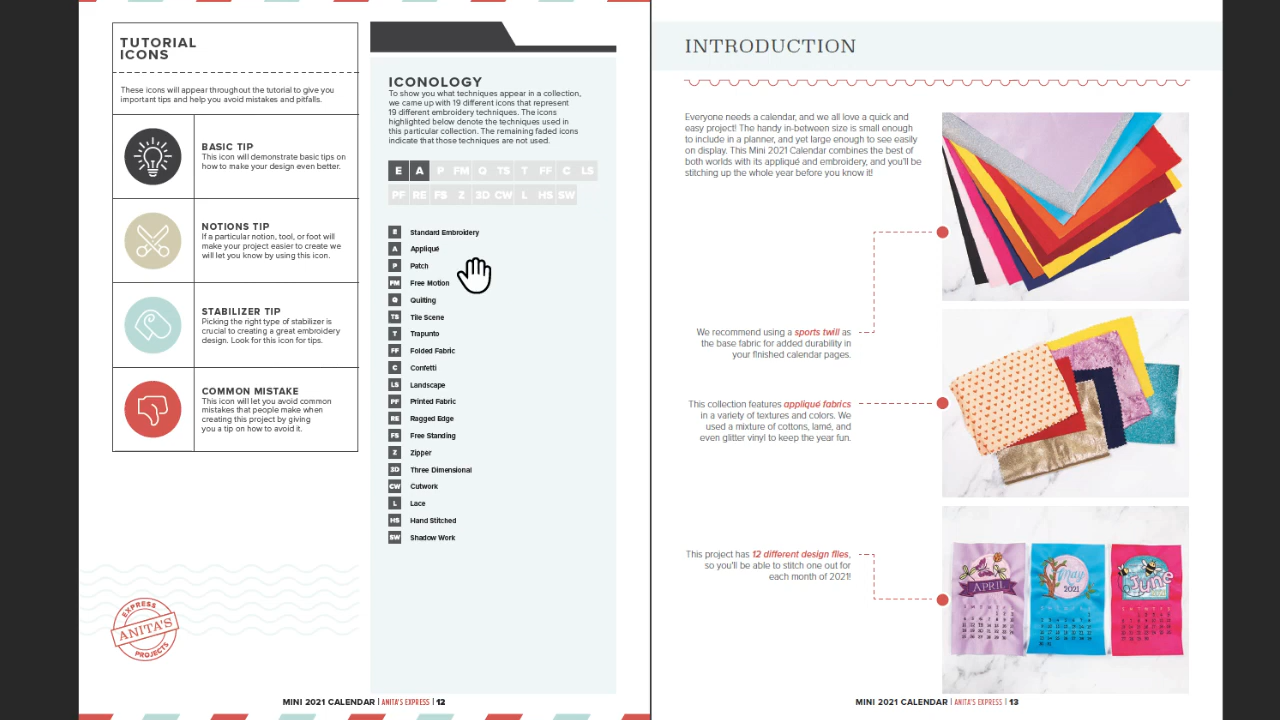 TUTORIAL
ICONS
These icons will appear throughout the tutorial to give you
important tips and help you avoid mistakes and pitfalls.
BASIC TIP
This icon will demonstrate basic tips on
how to make your design even better.
NOTIONS TIP
If a particular notion, tool, or foot will
make your project easier to create we
will let you know by using this icon.
STABILIZER TIP
Picking the right type of stabilizer is
crucial to creating a great embroidery
design. Look for this icon for tips.
COMMON MISTAKE
This icon will let you avoid common
mistakes that people make when
creating this project by giving
you a tip on how to avoid it.
EXPRESS
ANITA'S
PROJECTS
ICONOLOGY
To show you what techniques appear in a collection,
we came up with 19 different icons that represent
19 different embroidery techniques. The icons
highlighted below denote the techniques used in
this particular collection. The remaining faded icons
indicate that those techniques are not used.
E A P FM Q TS T FF C LS
PF RE FS Z 3D CW L HS SW
E Standard Embroidery
A Appliqué
P Patch
FM Free Motion
Q Quilting
TS Tile Scene
T Trapunto
FF Folded Fabric
C Confetti
LS Landscape
PF Printed Fabric
RE Ragged Edge
FS Free Standing
Z Zipper
3D Three Dimensional
CW Cutwork
L Lace
HS Hand Stitched
SW Shadow Work
MINI 2021 CALENDAR | ANITA'S EXPRESS | 12
INTRODUCTION
Everyone needs a calendar, and we all love a quick and
easy project! The handy in-between size is small enough
to include in a planner, and yet large enough to see easily
on display. This Mini 2021 Calendar combines the best of
both worlds with its appliqué and embroidery, and you'll be
stitching up the whole year before you know it!
We recommend using a sports twill as
the base fabric for added durability in
your finished calendar pages.
This collection features appliqué fabrics
in a variety of textures and colors. We
used a mixture of cottons, lamé, and
even glitter vinyl to keep the year fun.
This project has 12 different design files,
so you'll be able to stitch one out for
each month of 2021!
APRIL
May
2021
June
MINI 2021 CALENDAR | ANITA'S EXPRESS | 13